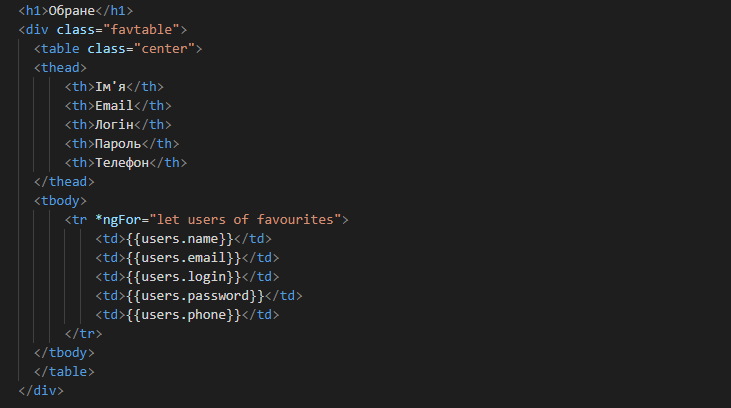 <h1>Обране</h1>
<div class="favtable">
<table class="center">
<thead>
<th>Ім'я</th>
<th>Email</th>
<th>Логін</th>
<th>Пароль</th>
<th>Телефон</th>
</thead>
<tbody>
<tr *ngFor="let users of favourites">
<td>{{users.name}}</td>
<td>{{users.email}}</td>
<td>{{users.login}}</td>
<td>{{users.password}}</td>
<td>{{users.phone}}</td>
</tr>
</tbody>
</table>
</div>